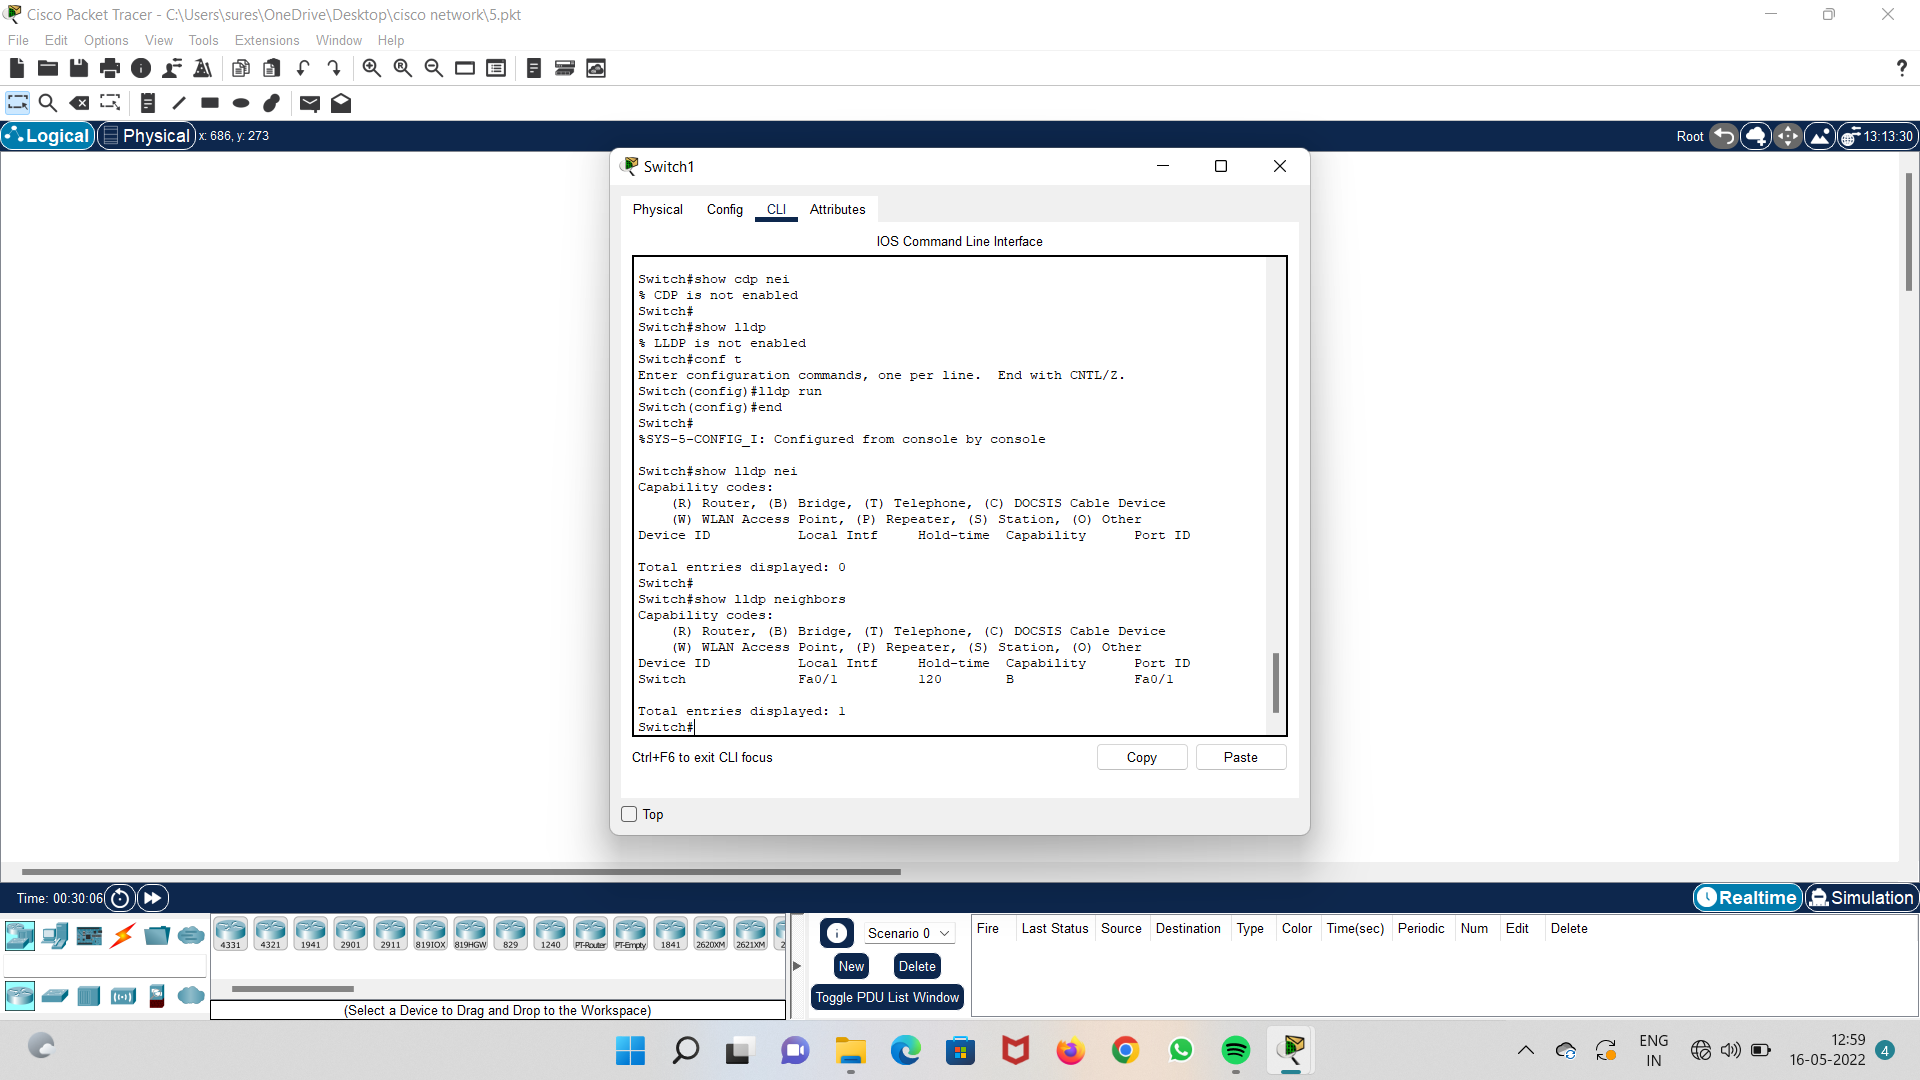 Cisco Packet Tracer - C:\Users\sures\OneDrive\Desktop\cisco network\5.pkt
File Edit Options View Tools Extensions Window Help
?
Logical Physical x: 686, y: 273 Root 13:13:30
Switch1
Physical Config CLI Attributes
IOS Command Line Interface
Switch#show cdp nei
% CDP is not enabled
Switch#
Switch#show lldp
% LLDP is not enabled
Switch#conf t
Enter configuration commands, one per line.  End with CNTL/Z.
Switch(config)#lldp run
Switch(config)#end
Switch#
%SYS-5-CONFIG_I: Configured from console by console
Switch#show lldp nei
Capability codes:
(R) Router, (B) Bridge, (T) Telephone, (C) DOCSIS Cable Device
(W) WLAN Access Point, (P) Repeater, (S) Station, (O) Other
Device ID Local Intf Hold-time Capability Port ID
Total entries displayed: 0
Switch#
Switch#show lldp neighbors
Capability codes:
(R) Router, (B) Bridge, (T) Telephone, (C) DOCSIS Cable Device
(W) WLAN Access Point, (P) Repeater, (S) Station, (O) Other
Device ID Local Intf Hold-time Capability Port ID
Switch Fa0/1 120 B Fa0/1
Total entries displayed: 1
Switch#
Ctrl+F6 to exit CLI focus Copy Paste
Top
Time: 00:30:06 Realtime Simulation
4331 4321 1941 2901 2911 819IOX 819HGW 829 1240 PT-Router PT-Empty 1841 2620XM 2621XM 2
(Select a Device to Drag and Drop to the Workspace)
Scenario 0
New Delete
Toggle PDU List Window
Fire Last Status Source Destination Type Color Time(sec) Periodic Num Edit Delete
ENG
IN
12:59
16-05-2022
4